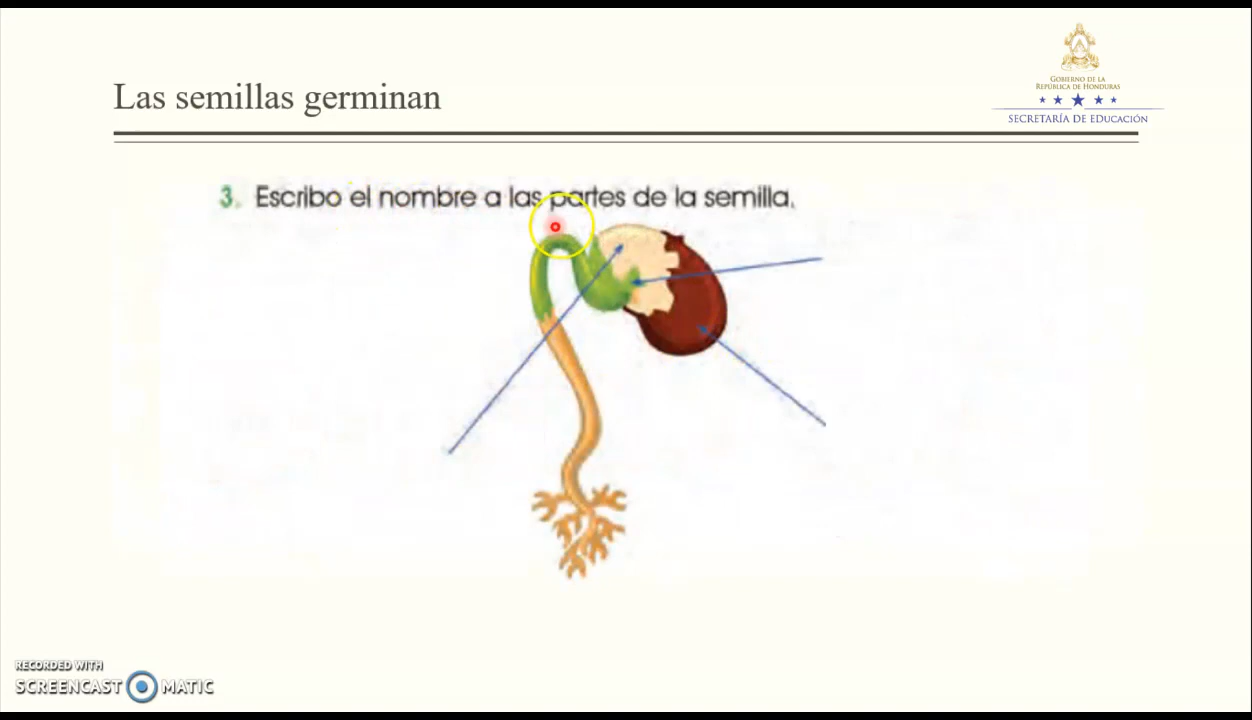 GOBIERNO DE LA
REPÚBLICA DE HONDURAS
SECRETARÍA DE EDUCACIÓN
Las semillas germinan
3. Escribo el nombre a las partes de la semilla.
RECORDED WITH
SCREENCAST MATIC